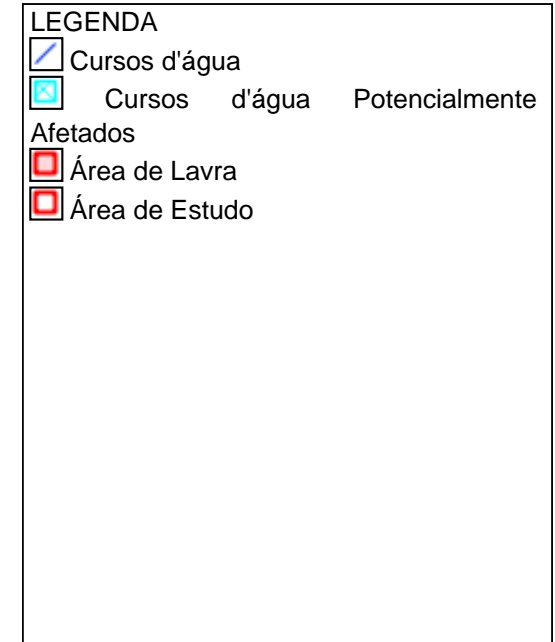 LEGENDA
Cursos d'água
Cursos d'água Potencialmente
Afetados
Área de Lavra
Área de Estudo